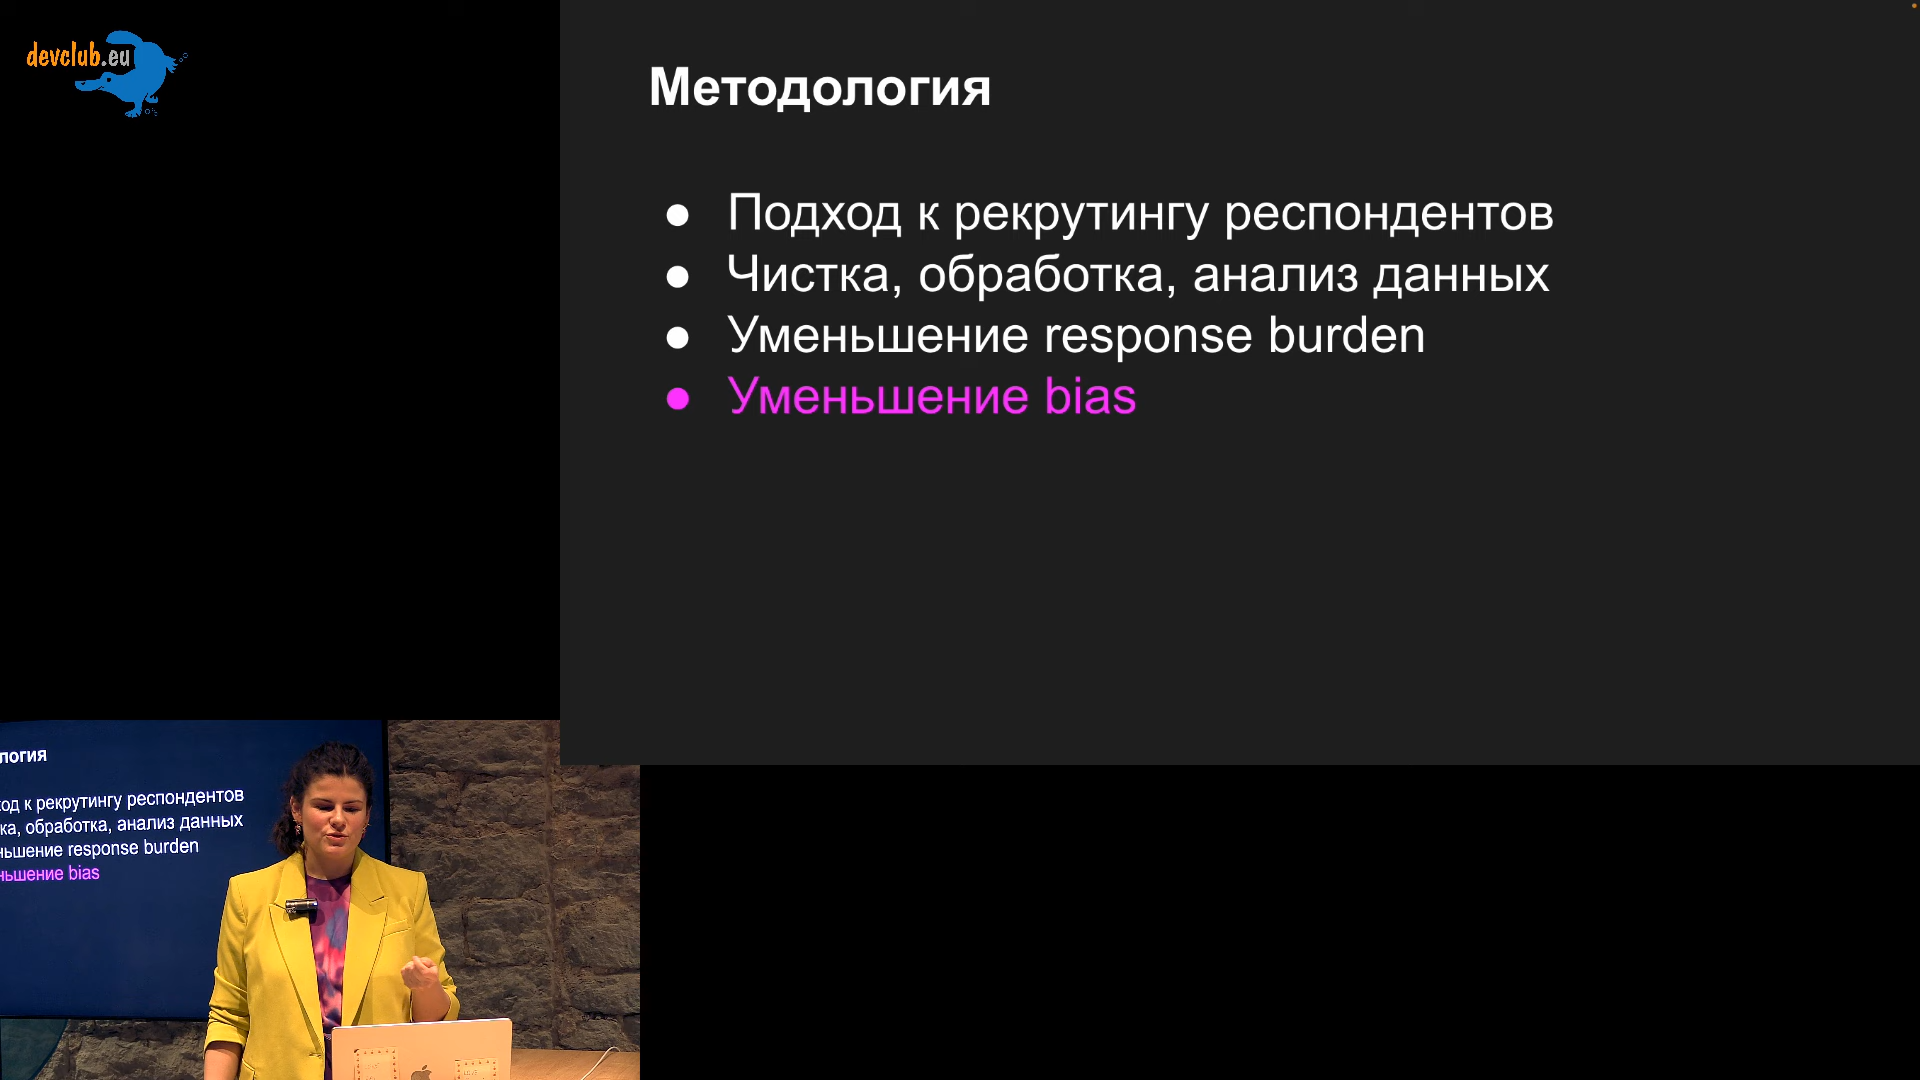 devclub.eu
Методология
Подход к рекрутингу респондентов
Чистка, обработка, анализ данных
Уменьшение response burden
Уменьшение bias
логия
од к рекрутингу респондентов
ка, обработка, анализ данных
ньшение response burden
ньшение bias